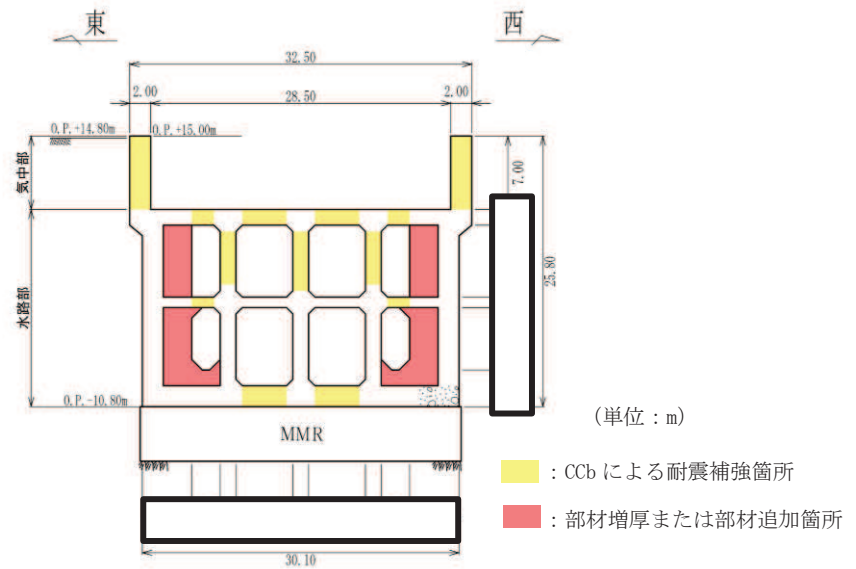 東
西
32.50
2.00
28.50
2.00
O.P.+14.80m
O.P.+15.00m
気中部
7.00
25.80
水路部
O.P.-10.80m
MMR
（単位：m）
：CCb による耐震補強箇所
：部材増厚または部材追加箇所
30.10